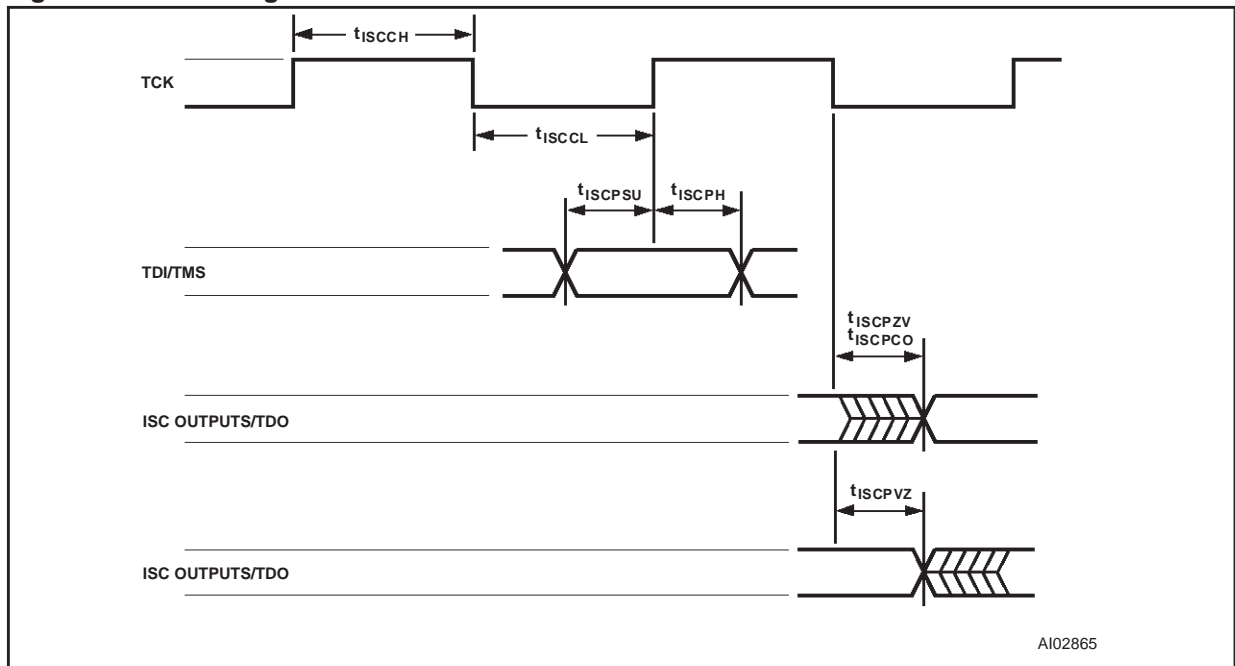 tISCCH
TCK
tISCCL
tISCPSU
tISCPH
TDI/TMS
tISCPZV
tISCPCO
ISC OUTPUTS/TDO
tISCPVZ
ISC OUTPUTS/TDO
AI02865